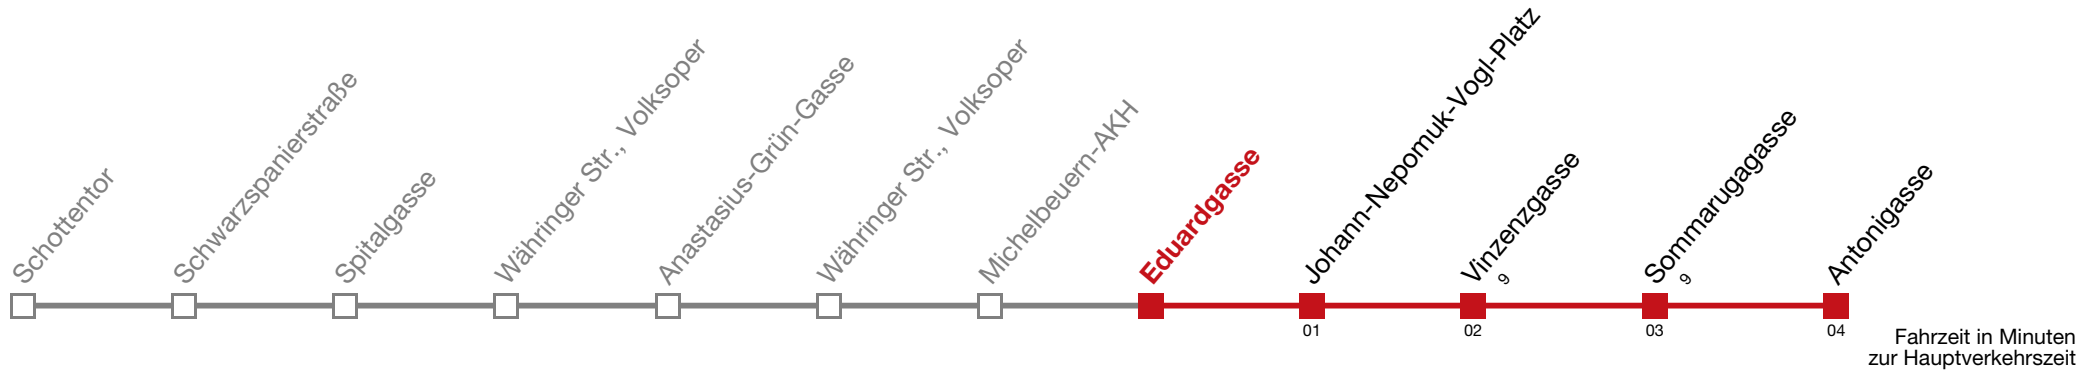 Schottentor
Schwarzspanierstraße
Spitalgasse
Währinger Str., Volksoper
Anastasius-Grün-Gasse
Währinger Str., Volksoper
Michelbeuern-AKH
Eduardgasse
Johann-Nepomuk-Vogl-Platz
Vinzenzgasse
9
Sommarugagasse
9
Antonigasse
01
02
03
04
Fahrzeit in Minuten
zur Hauptverkehrszeit